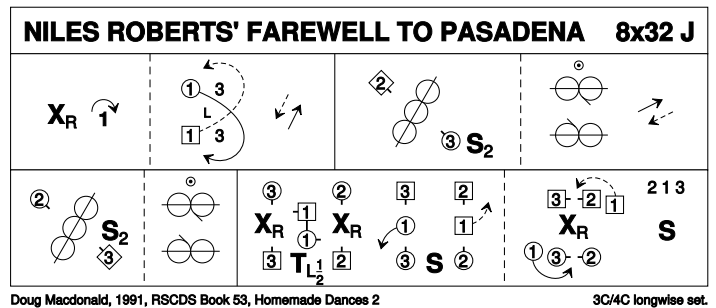 NILES ROBERTS' FAREWELL TO PASADENA 8x32 J
XR 1
1 3
L
1 3
2
3 S2
2
S2
3
3 2 3 2
XR 1 XR 1 1
1
3 TL½ 2 3 S 2
3 2 1 2 1 3
XR S
1 3 2
Doug Macdonald, 1991, RSCDS Book 53, Homemade Dances 2 3C/4C longwise set.